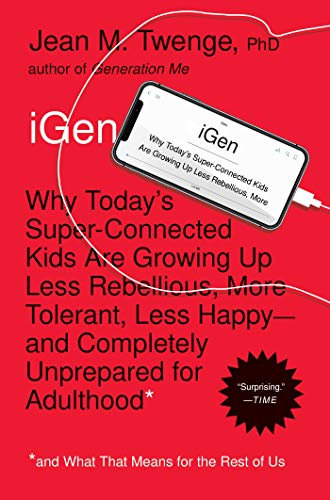 Jean M. Twenge, PhD
author of Generation Me
iGen
iGen
Why Today's Super-Connected Kids
Are Growing Up Less Rebellious, More
Why Today's
Super-Connected
Kids Are Growing Up
Less Rebellious, More
Tolerant, Less Happy—
and Completely
Unprepared for
Adulthood*
"Surprising."
—TIME
*and What That Means for the Rest of Us